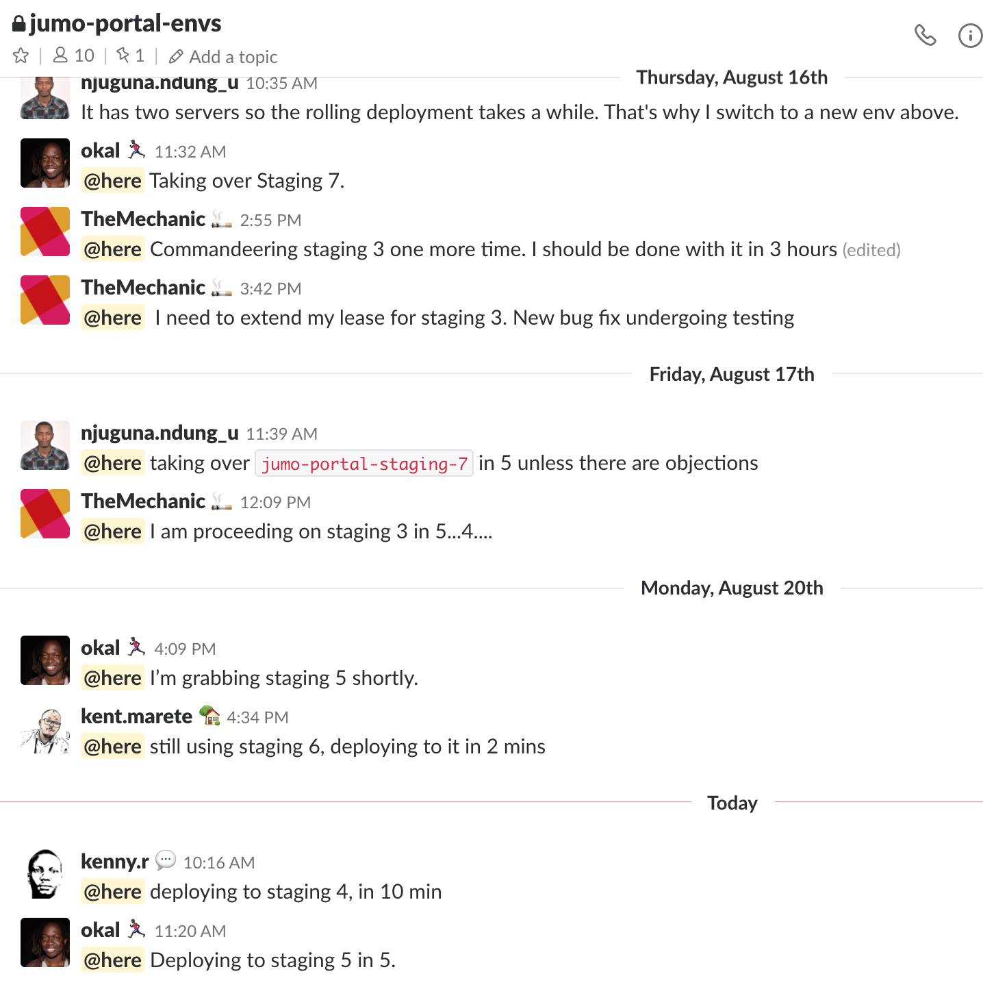 jumo-portal-envs
10 1 Add a topic
Thursday, August 16th
njuguna.ndung_u 10:35 AM
It has two servers so the rolling deployment takes a while. That's why I switch to a new env above.
okal 11:32 AM
@here Taking over Staging 7.
TheMechanic 2:55 PM
@here Commandeering staging 3 one more time. I should be done with it in 3 hours (edited)
TheMechanic 3:42 PM
@here I need to extend my lease for staging 3. New bug fix undergoing testing
Friday, August 17th
njuguna.ndung_u 11:39 AM
@here taking over jumo-portal-staging-7 in 5 unless there are objections
TheMechanic 12:09 PM
@here I am proceeding on staging 3 in 5...4....
Monday, August 20th
okal 4:09 PM
@here I’m grabbing staging 5 shortly.
kent.marete 4:34 PM
@here still using staging 6, deploying to it in 2 mins
Today
kenny.r 10:16 AM
@here deploying to staging 4, in 10 min
okal 11:20 AM
@here Deploying to staging 5 in 5.